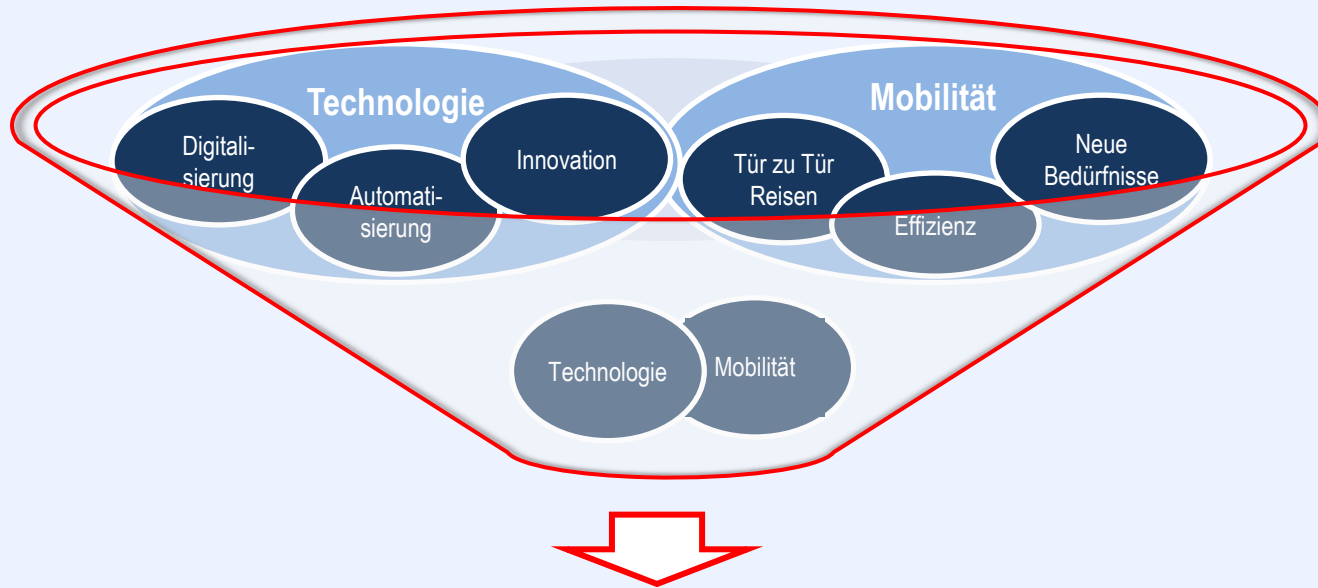 Technologie
Digitali-
sierung
Automati-
sierung
Innovation
Mobilität
Tür zu Tür
Reisen
Effizienz
Neue
Bedürfnisse
Technologie
Mobilität